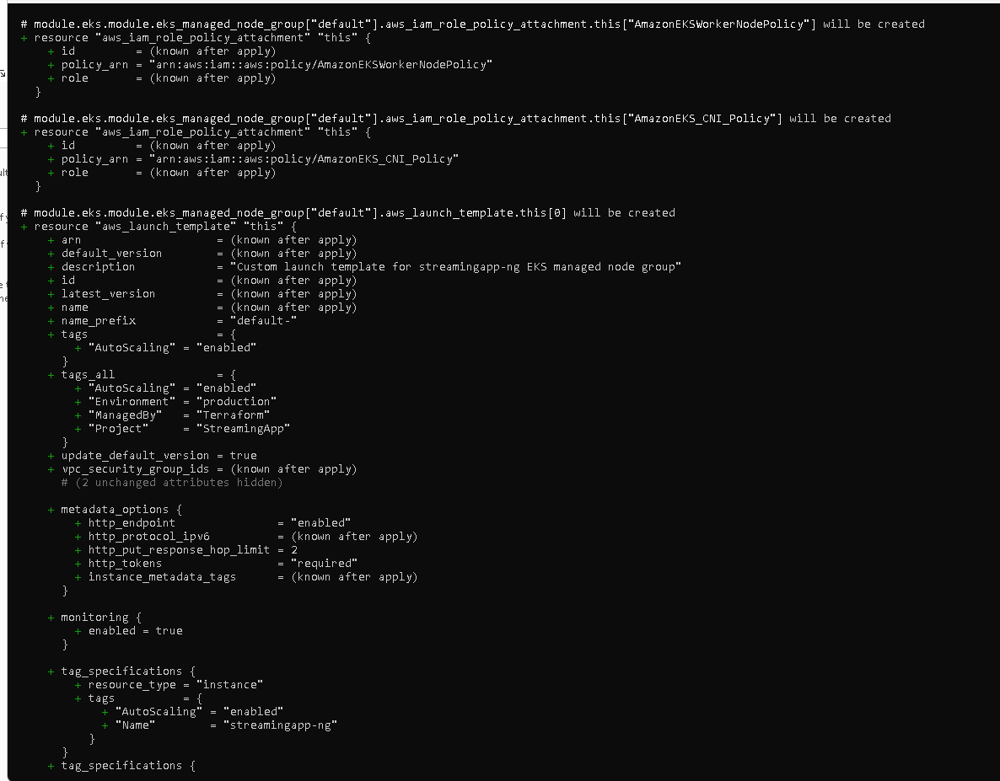 # module.eks.module.eks_managed_node_group["default"].aws_iam_role_policy_attachment.this["AmazonEKSWorkerNodePolicy"] will be created
+ resource "aws_iam_role_policy_attachment" "this" {
+ id = (known after apply)
+ policy_arn = "arn:aws:iam::aws:policy/AmazonEKSWorkerNodePolicy"
+ role = (known after apply)
}
# module.eks.module.eks_managed_node_group["default"].aws_iam_role_policy_attachment.this["AmazonEKS_CNI_Policy"] will be created
+ resource "aws_iam_role_policy_attachment" "this" {
+ id = (known after apply)
+ policy_arn = "arn:aws:iam::aws:policy/AmazonEKS_CNI_Policy"
+ role = (known after apply)
}
# module.eks.module.eks_managed_node_group["default"].aws_launch_template.this[0] will be created
+ resource "aws_launch_template" "this" {
+ arn = (known after apply)
+ default_version = (known after apply)
+ description = "Custom launch template for streamingapp-ng EKS managed node group"
+ id = (known after apply)
+ latest_version = (known after apply)
+ name = (known after apply)
+ name_prefix = "default-"
+ tags = {
+ "AutoScaling" = "enabled"
}
+ tags_all = {
+ "AutoScaling" = "enabled"
+ "Environment" = "production"
+ "ManagedBy" = "Terraform"
+ "Project" = "StreamingApp"
}
+ update_default_version = true
+ vpc_security_group_ids = (known after apply)
# (2 unchanged attributes hidden)
+ metadata_options {
+ http_endpoint = "enabled"
+ http_protocol_ipv6 = (known after apply)
+ http_put_response_hop_limit = 2
+ http_tokens = "required"
+ instance_metadata_tags = (known after apply)
}
+ monitoring {
+ enabled = true
}
+ tag_specifications {
+ resource_type = "instance"
+ tags = {
+ "AutoScaling" = "enabled"
+ "Name" = "streamingapp-ng"
}
}
+ tag_specifications {